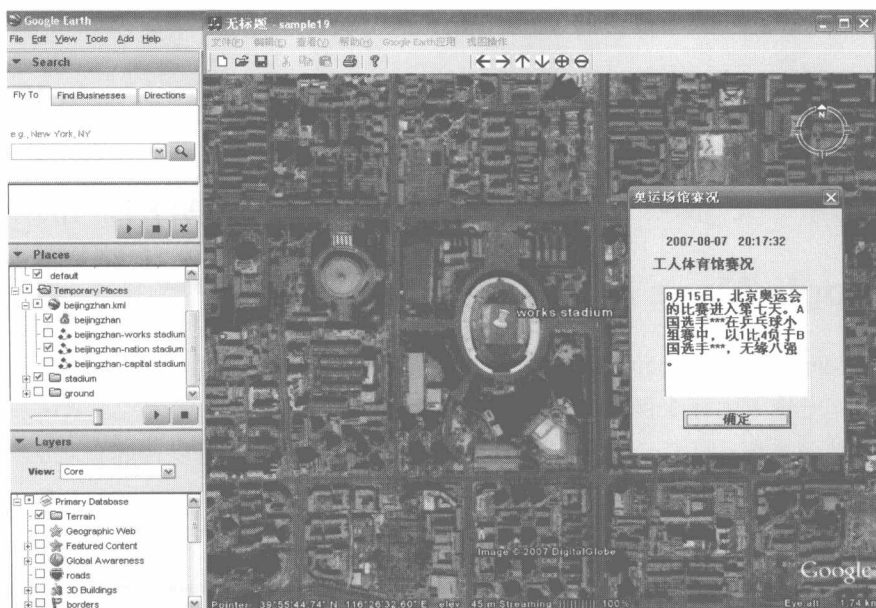 Google Earth
File Edit View Tools Add Help
Search
Fly To Find Businesses Directions
e.g., New York, NY
Places
default
Temporary Places
beijingzhan.kml
beijingzhan
beijingzhan-works stadium
beijingzhan-nation stadium
beijingzhan-capital stadium
stadium
ground
Layers
View: Core
Primary Database
Terrain
Geographic Web
Featured Content
Global Awareness
roads
3D Buildings
borders
无标题 - sample19
文件(F) 编辑(E) 查看(V) 帮助(H) Google Earth应用 视图操作
N
works stadium
奥运场馆赛况
2007-08-07 20:17:32
工人体育馆赛况
8月15日，北京奥运会
的比赛进入第七天。A
国选手***在乒乓球小
组赛中，以1比4负于B
国选手***，无缘八强
。
确定
Image © 2007 DigitalGlobe
Google
Pointer 39°55'44.74" N 116°26'32.60" E elev 45 m Streaming 100% Eye alt 1.74 km